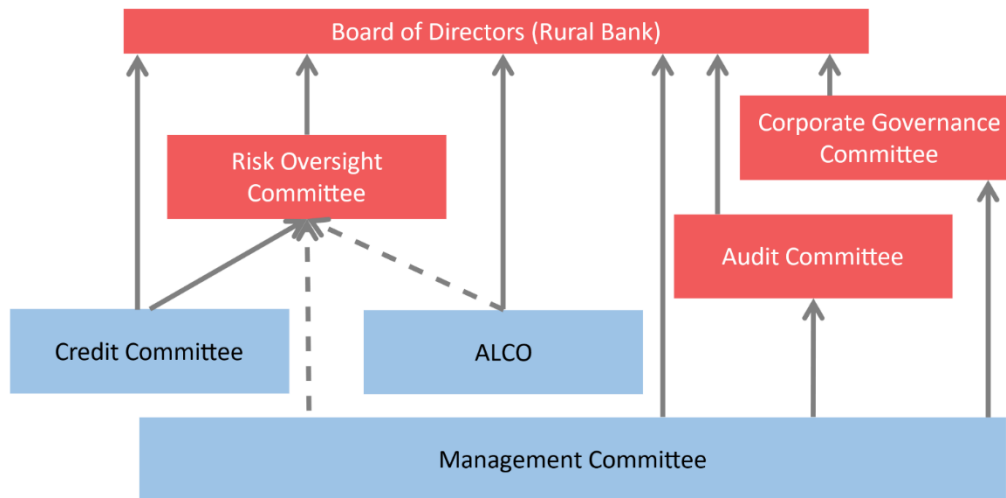 Board of Directors (Rural Bank)
Corporate Governance
Committee
Risk Oversight
Committee
Audit Committee
Credit Committee
ALCO
Management Committee